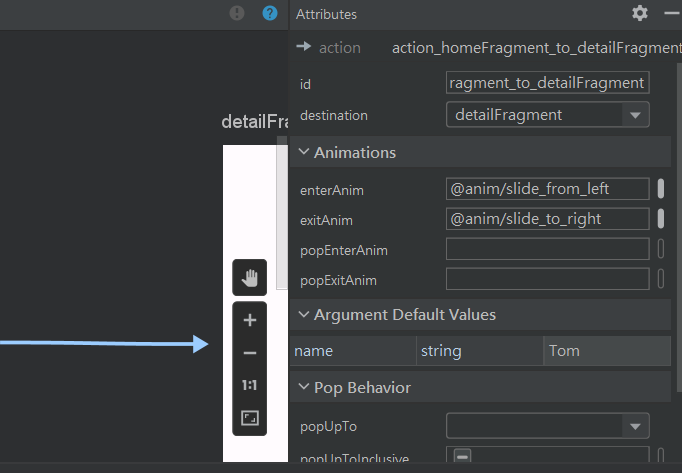 Attributes
action action_homeFragment_to_detailFragment
id ragment_to_detailFragment
destination detailFragment
detailFra
Animations
enterAnim @anim/slide_from_left
exitAnim @anim/slide_to_right
popEnterAnim
popExitAnim
Argument Default Values
name string Tom
1:1
Pop Behavior
popUpTo
popUpToInclusive